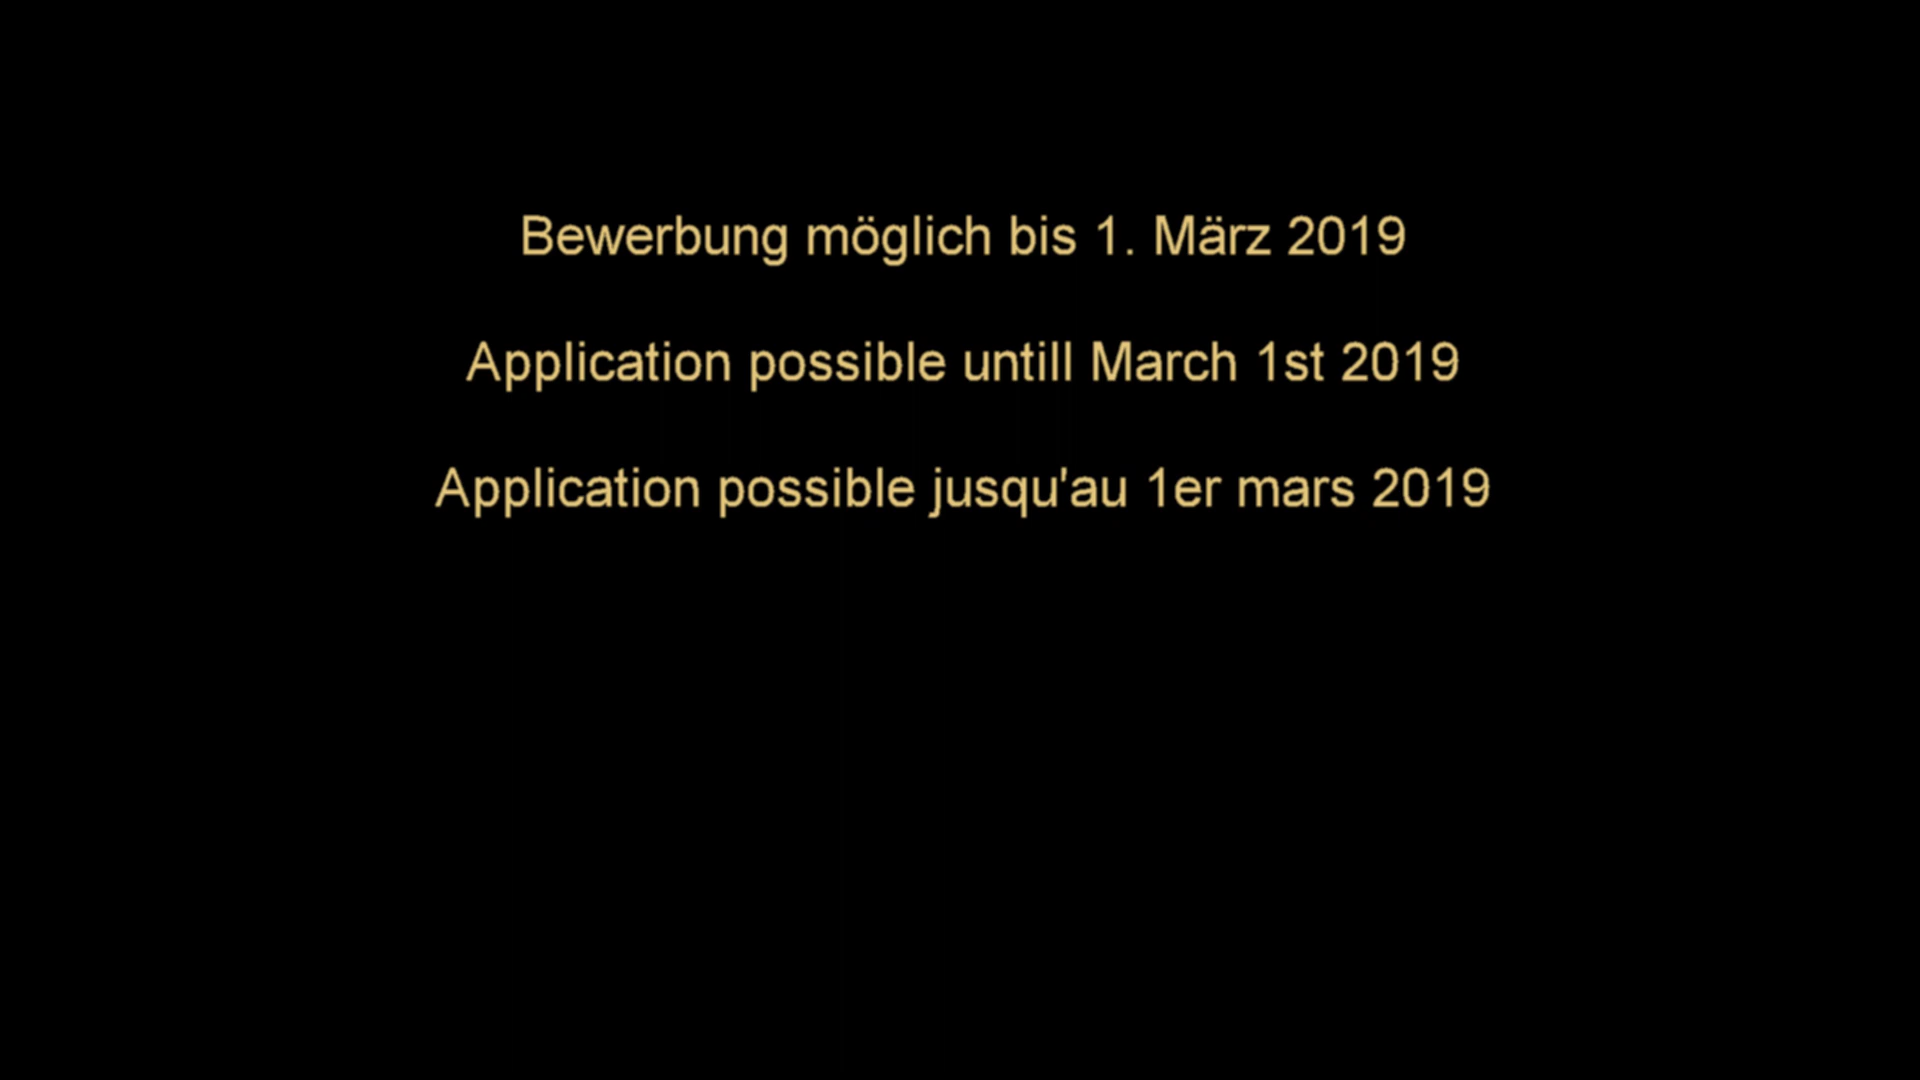 Bewerbung möglich bis 1. März 2019
Application possible untill March 1st 2019
Application possible jusqu'au 1er mars 2019